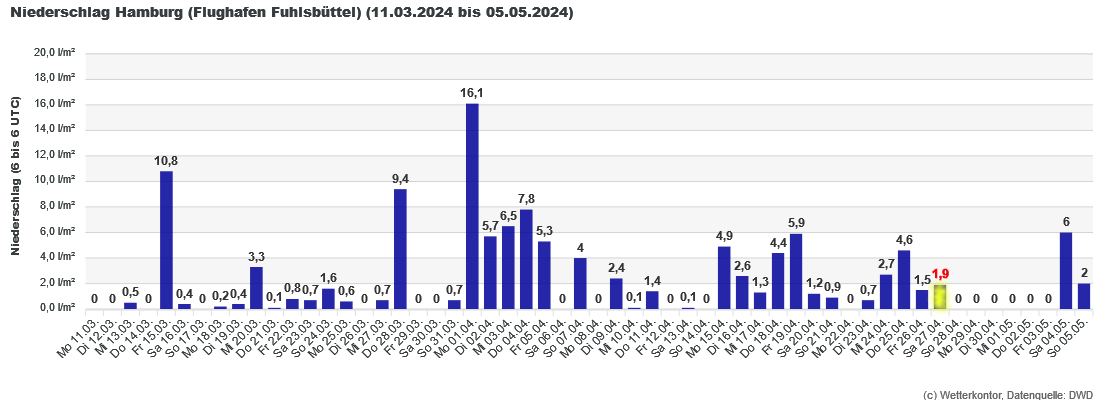 Niederschlag Hamburg (Flughafen Fuhlsbüttel) (11.03.2024 bis 05.05.2024)
Niederschlag (6 bis 6 UTC)
20,0 l/m²
18,0 l/m²
16,0 l/m²
14,0 l/m²
12,0 l/m²
10,0 l/m²
8,0 l/m²
6,0 l/m²
4,0 l/m²
2,0 l/m²
0,0 l/m²
0 0 0,5 0 10,8 0,4 0 0,2 0,4 3,3 0,1 0,8 0,7 1,6 0,6 0 0,7 9,4 0 0 0,7 16,1 5,7 6,5 7,8 5,3 0 4 0 2,4 0,1 1,4 0 0,1 0 4,9 2,6 1,3 4,4 5,9 1,2 0,9 0 0,7 2,7 4,6 1,5 1,9 0 0 0 0 0 0 6 2
Mo 11.03.
Di 12.03.
Mi 13.03.
Do 14.03.
Fr 15.03.
Sa 16.03.
So 17.03.
Mo 18.03.
Di 19.03.
Mi 20.03.
Do 21.03.
Fr 22.03.
Sa 23.03.
So 24.03.
Mo 25.03.
Di 26.03.
Mi 27.03.
Do 28.03.
Fr 29.03.
Sa 30.03.
So 31.03.
Mo 01.04.
Di 02.04.
Mi 03.04.
Do 04.04.
Fr 05.04.
Sa 06.04.
So 07.04.
Mo 08.04.
Di 09.04.
Mi 10.04.
Do 11.04.
Fr 12.04.
Sa 13.04.
So 14.04.
Mo 15.04.
Di 16.04.
Mi 17.04.
Do 18.04.
Fr 19.04.
Sa 20.04.
So 21.04.
Mo 22.04.
Di 23.04.
Mi 24.04.
Do 25.04.
Fr 26.04.
Sa 27.04.
So 28.04.
Mo 29.04.
Di 30.04.
Mi 01.05.
Do 02.05.
Fr 03.05.
Sa 04.05.
So 05.05.
(c) Wetterkontor, Datenquelle: DWD